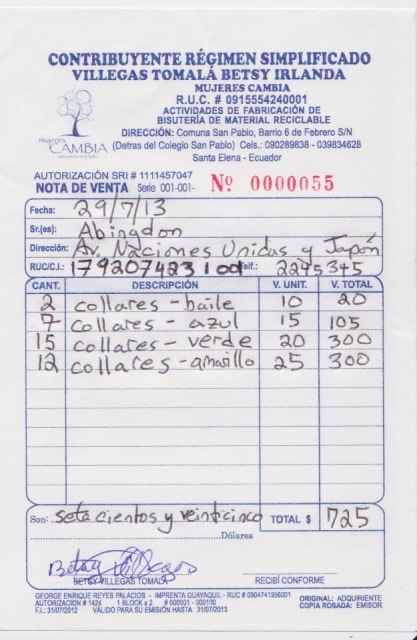 CONTRIBUYENTE RÉGIMEN SIMPLIFICADO
VILLEGAS TOMALÁ BETSY IRLANDA
MUJERES CAMBIA
R.U.C. # 0915554240001
ACTIVIDADES DE FABRICACIÓN DE
BISUTERÍA DE MATERIAL RECICLABLE
DIRECCIÓN: Comuna San Pablo, Barrio 6 de Febrero S/N
(Detras del Colegio San Pablo) Cels.: 090289838 - 039834628
Santa Elena - Ecuador
mujeres
CAMBIA
AUTORIZACIÓN SRI # 1111457047
NOTA DE VENTA Serie 001-001- Nº 0000055
Fecha: 29/7/13
Sr.(es): Abingdon
Dirección: Av. Naciones Unidas y Japón
RUC/C.I.: 1792074231001 Telf.: 2245345
CANT. DESCRIPCIÓN V. UNIT. V. TOTAL
2 collares - baile 10 20
7 collares - azul 15 105
15 collares - verde 20 300
12 collares - amarillo 25 300
Son: setecientos y veinticinco TOTAL $ 725
Dólares
Betsy Villegas
BETSY VILLEGAS TOMALÁ RECIBÍ CONFORME
GEORGE ENRIQUE REYES PALACIOS - IMPRENTA GUAYAQUIL - RUC # 0904741956001
AUTORIZACIÓN # 1424 1 BLOCK x 2 # 000001 - 000100
F.I.: 31/07/2012 VÁLIDO PARA SU EMISIÓN HASTA 31/07/2013
ORIGINAL: ADQUIRIENTE
COPIA ROSADA: EMISOR